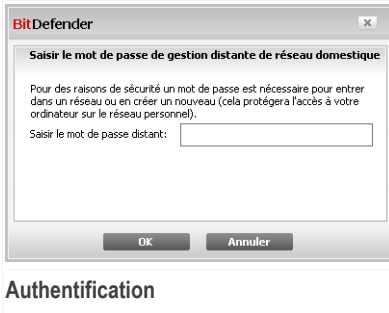 BitDefender
Saisir le mot de passe de gestion distante de réseau domestique
Pour des raisons de sécurité un mot de passe est nécessaire pour entrer
dans un réseau ou en créer un nouveau (cela protégera l'accès à votre
ordinateur sur le réseau personnel).
Saisir le mot de passe distant:
OK Annuler
Authentification